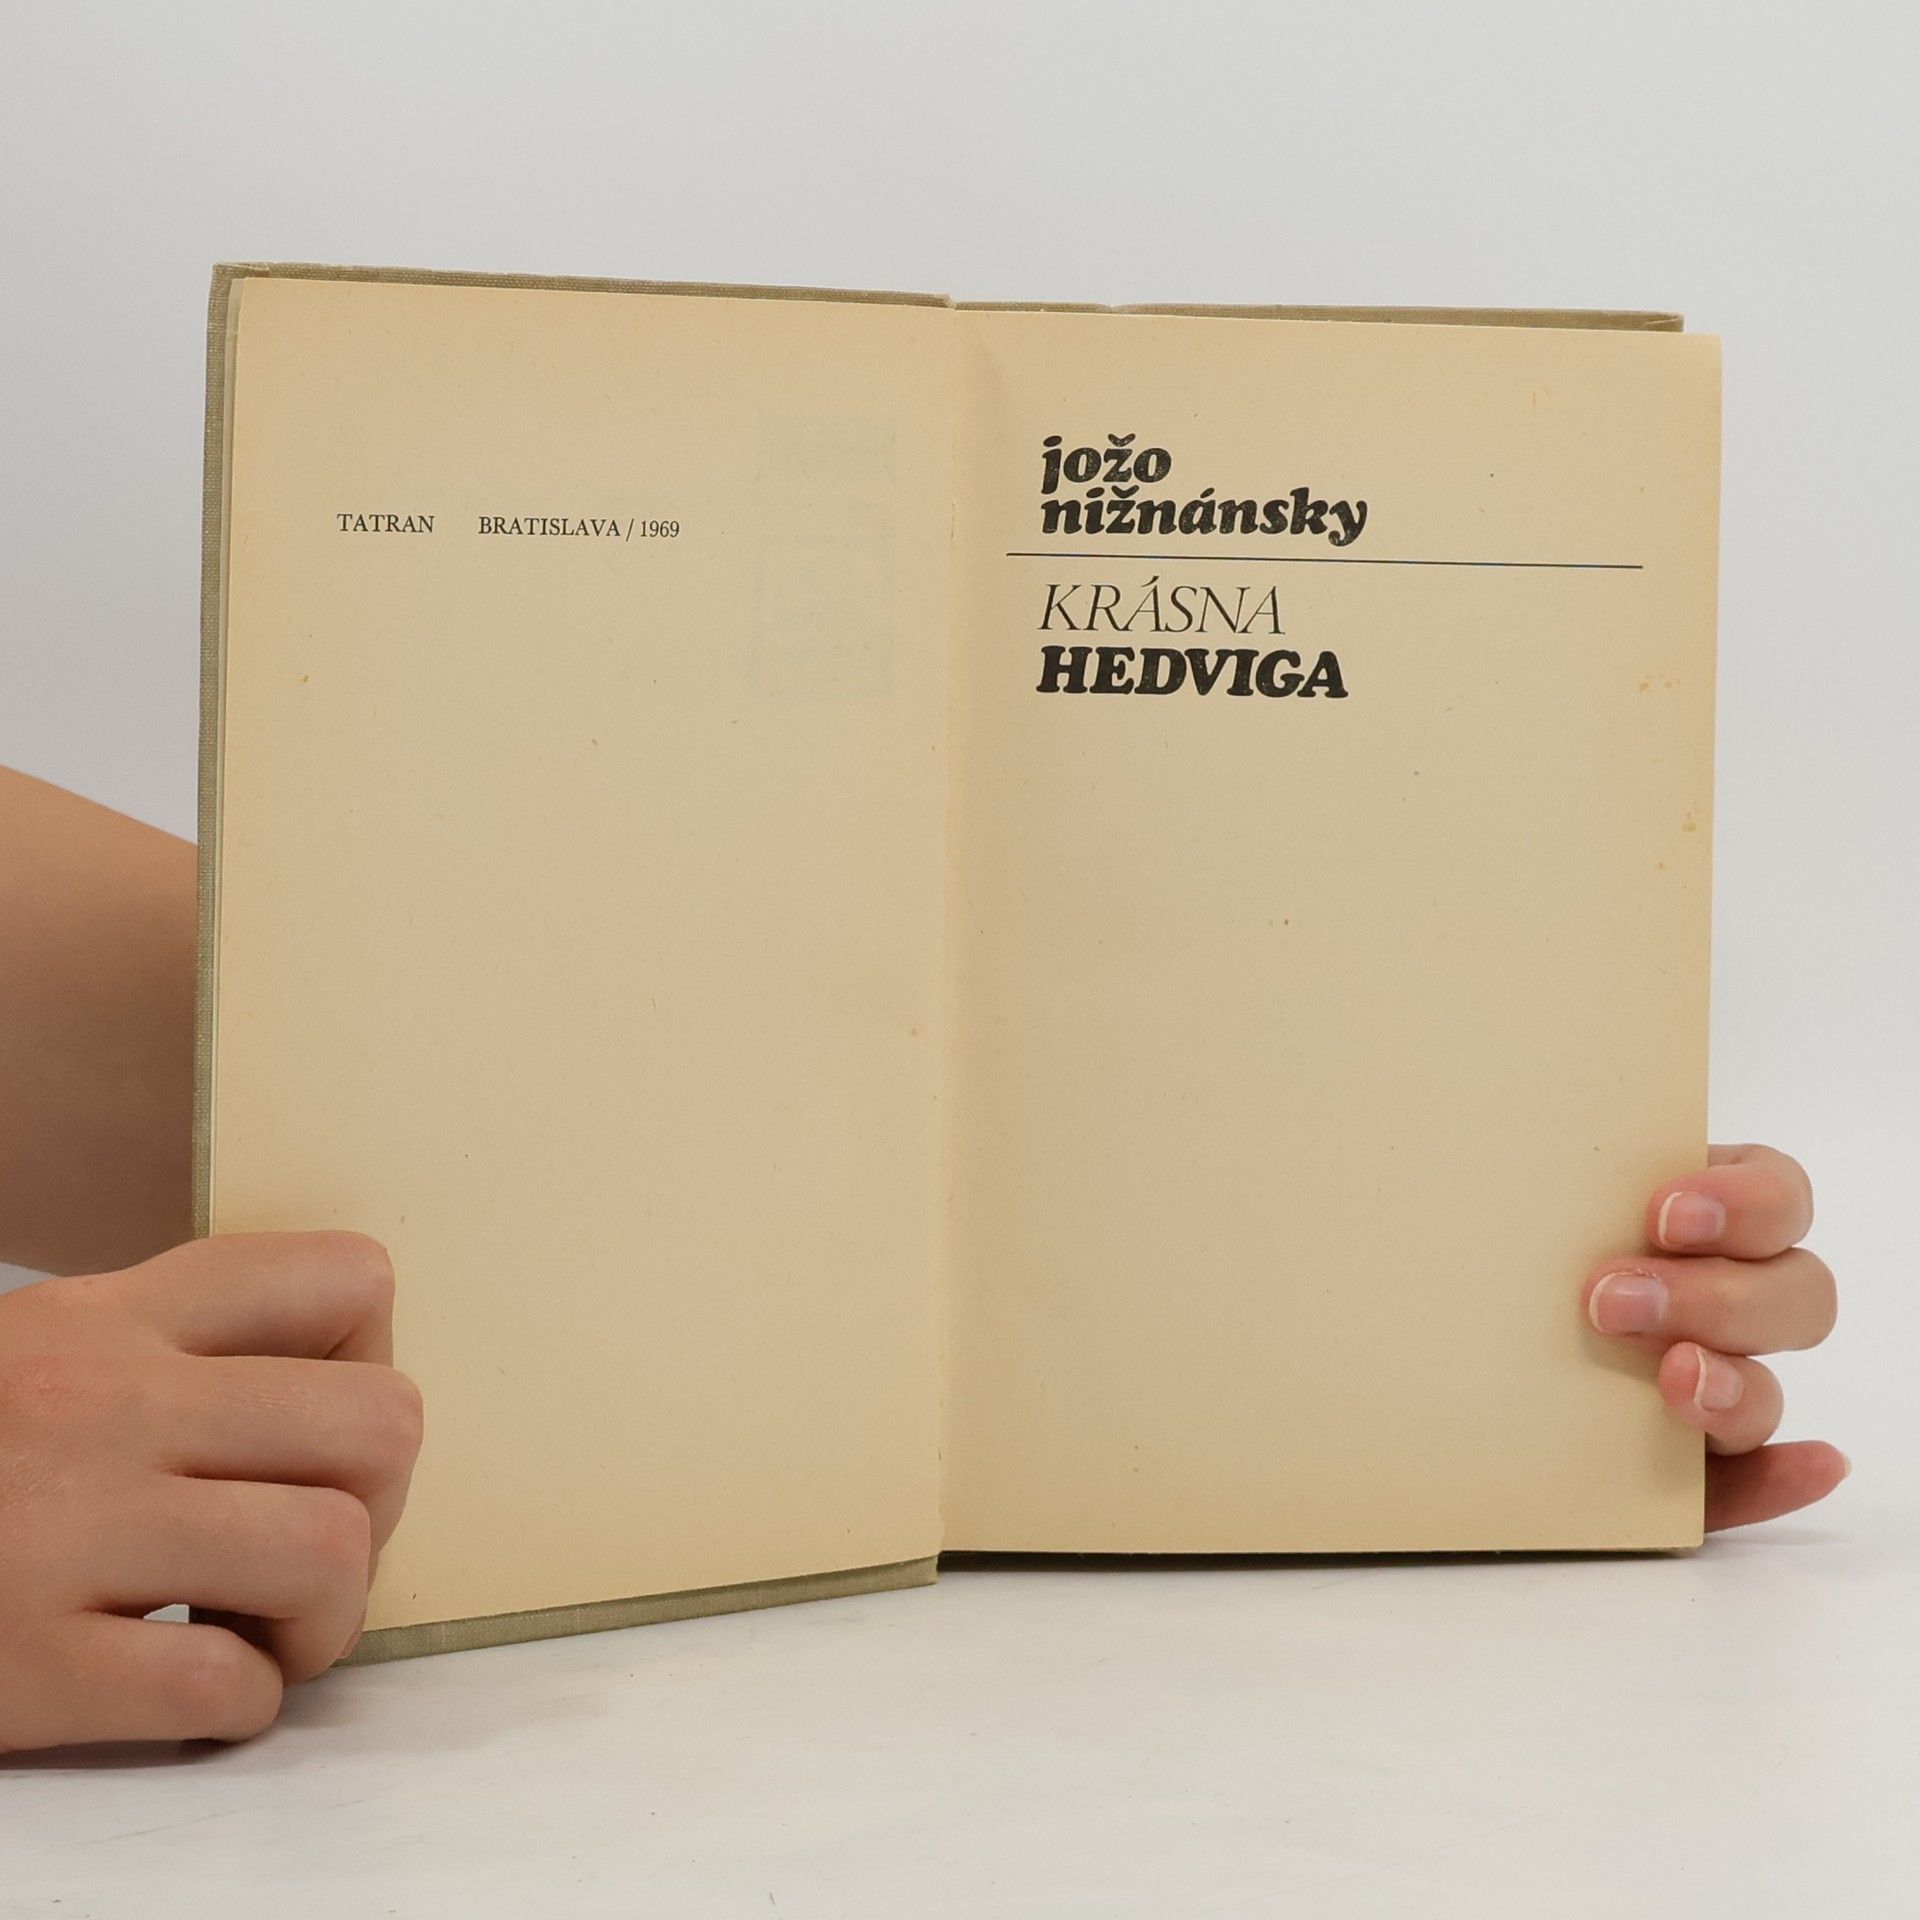 TATRAN BRATISLAVA / 1969
jožo
nižnánsky
KRÁSNA
HEDVIGA